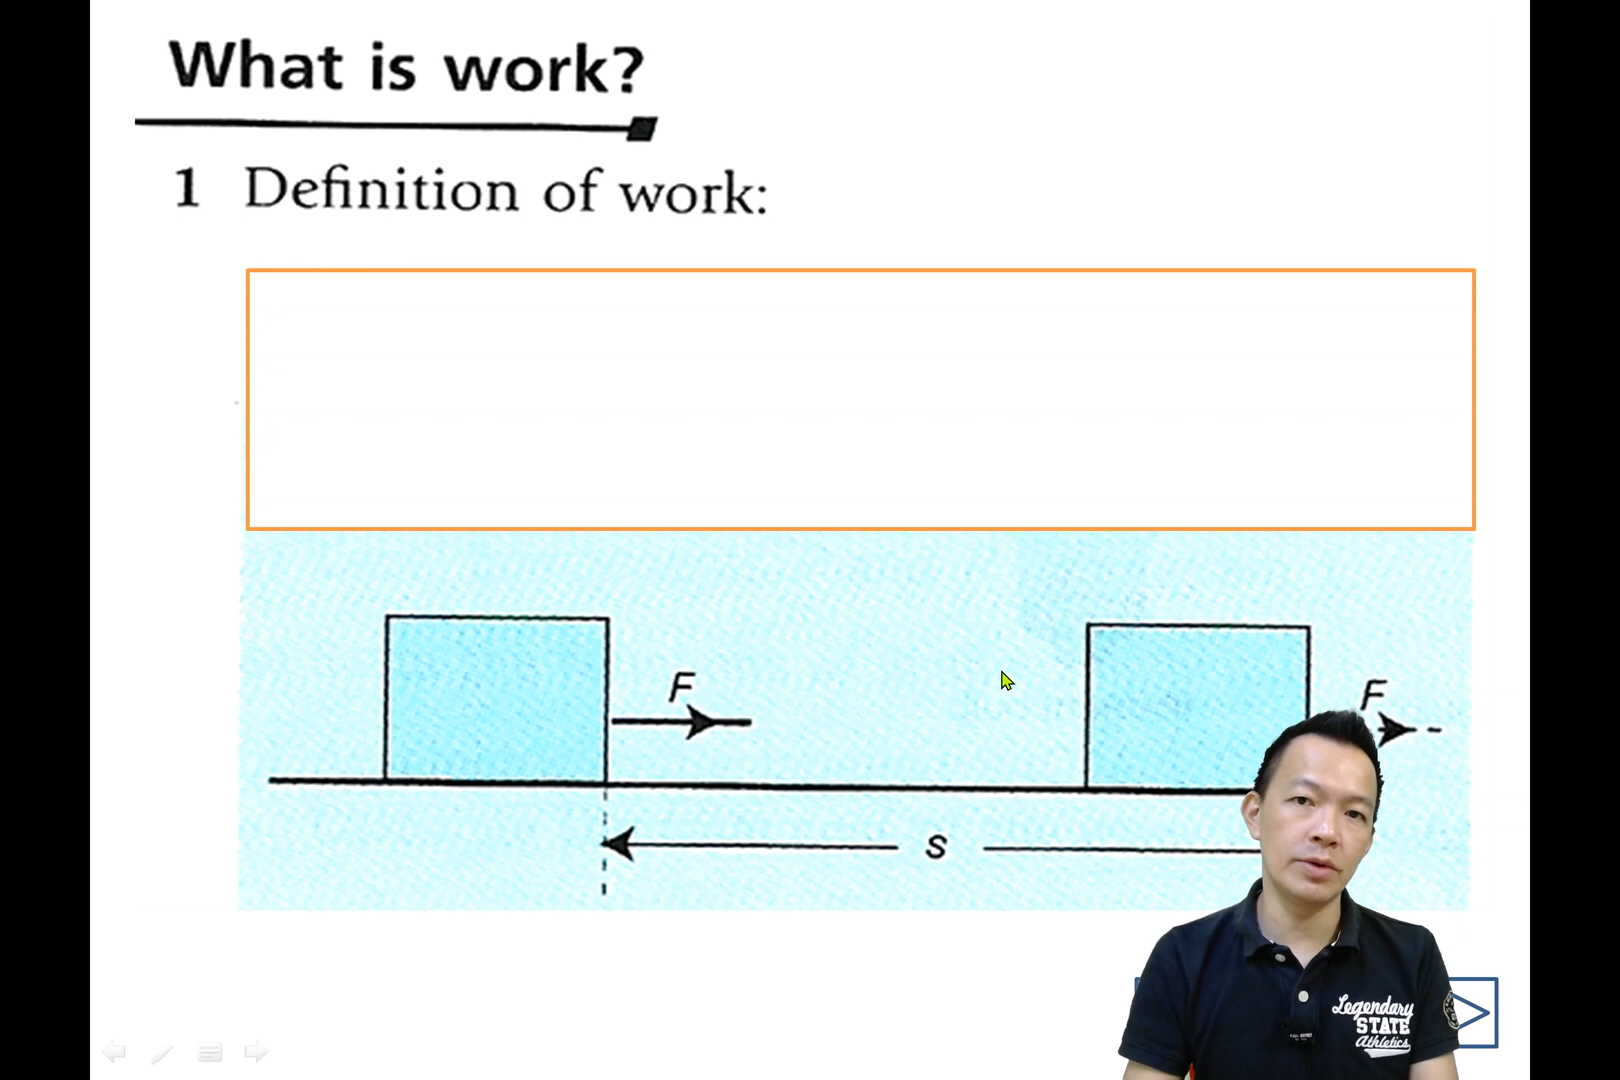 What is work?
1 Definition of work:
F
F
s
Legendary
STATE
Athletics